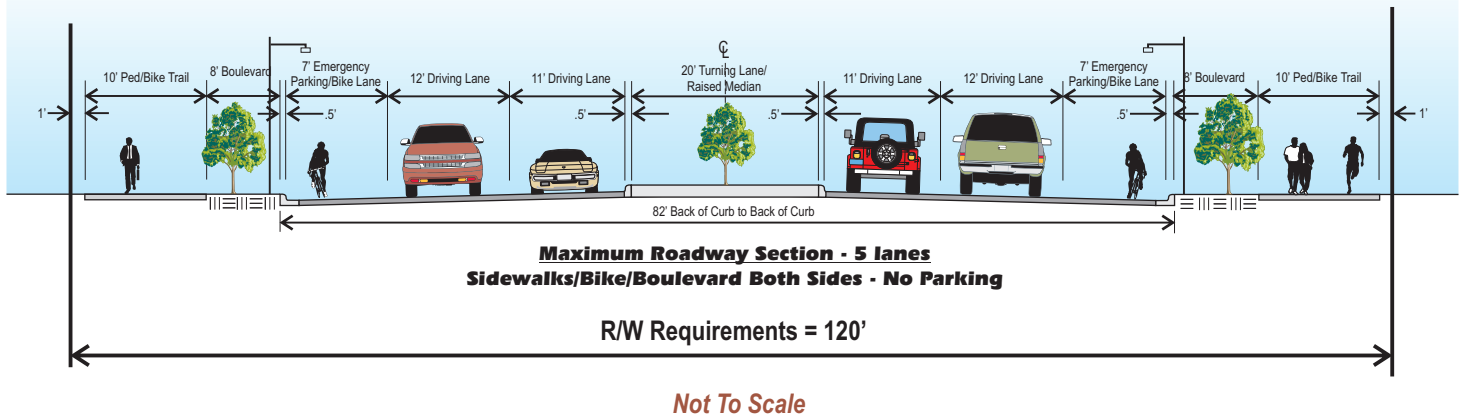 ℄
10' Ped/Bike Trail
8' Boulevard
7' Emergency
Parking/Bike Lane
12' Driving Lane
11' Driving Lane
20' Turning Lane/
Raised Median
11' Driving Lane
12' Driving Lane
7' Emergency
Parking/Bike Lane
8' Boulevard
10' Ped/Bike Trail
1'
.5'
.5'
.5'
.5'
1'
82' Back of Curb to Back of Curb
Maximum Roadway Section - 5 lanes
Sidewalks/Bike/Boulevard Both Sides - No Parking
R/W Requirements = 120'
Not To Scale